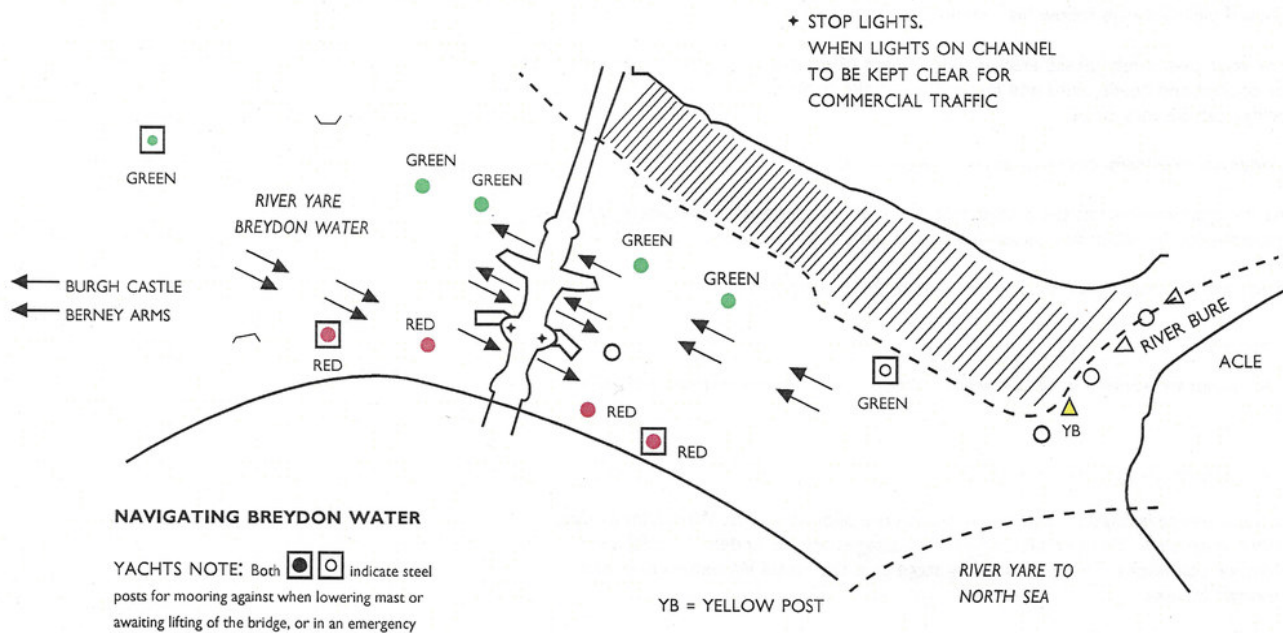 ✦ STOP LIGHTS.
WHEN LIGHTS ON CHANNEL
TO BE KEPT CLEAR FOR
COMMERCIAL TRAFFIC
GREEN
RIVER YARE
BREYDON WATER
GREEN
GREEN
GREEN
GREEN
BURGH CASTLE
BERNEY ARMS
RED
RED
GREEN
RIVER BURE
ACLE
RED
RED
YB
NAVIGATING BREYDON WATER
YACHTS NOTE: Both indicate steel
posts for mooring against when lowering mast or
awaiting lifting of the bridge, or in an emergency
YB = YELLOW POST
RIVER YARE TO
NORTH SEA